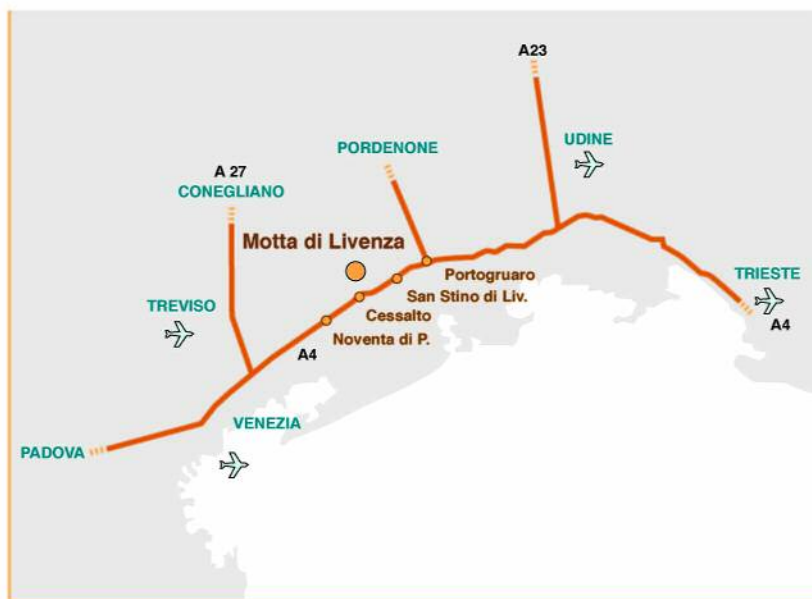 A23
UDINE
PORDENONE
A 27
CONEGLIANO
Motta di Livenza
Portogruaro
TRIESTE
San Stino di Liv.
TREVISO
Cessalto
A4
Noventa di P.
A4
VENEZIA
PADOVA